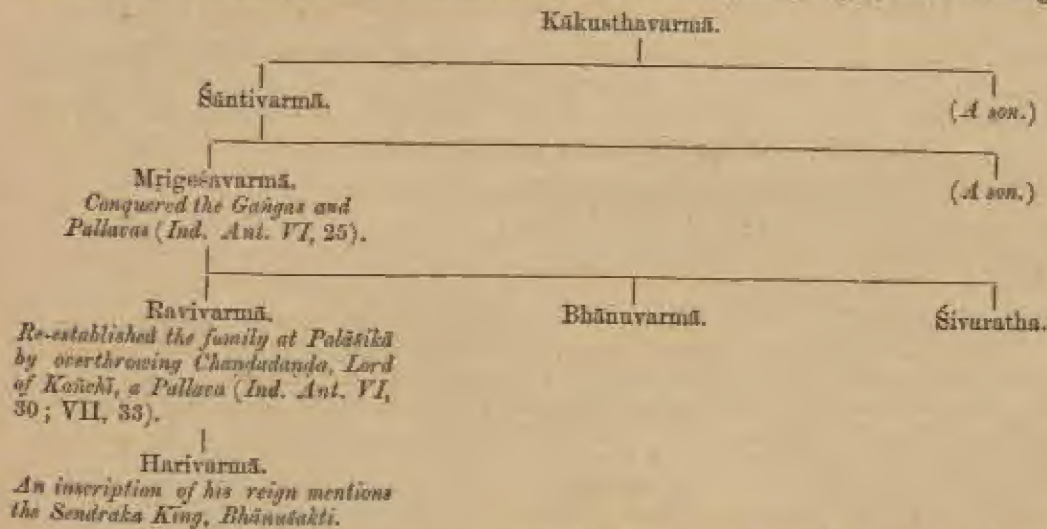 Kākusthavarmā.
Śāntivarmā.
(A son.)
Mrigeśavarmā.
Conquered the Gaṅgas and
Pallavas (Ind. Ant. VI, 25).
(A son.)
Ravivarmā.
Re-established the family at Palāśikā
by overthrowing Chandadanda, Lord
of Kañchī, a Pallava (Ind. Ant. VI,
30; VII, 33).
Bhānuvarmā.
Śivaratha.
Harivarmā.
An inscription of his reign mentions
the Sendraka King, Bhānuśakti.